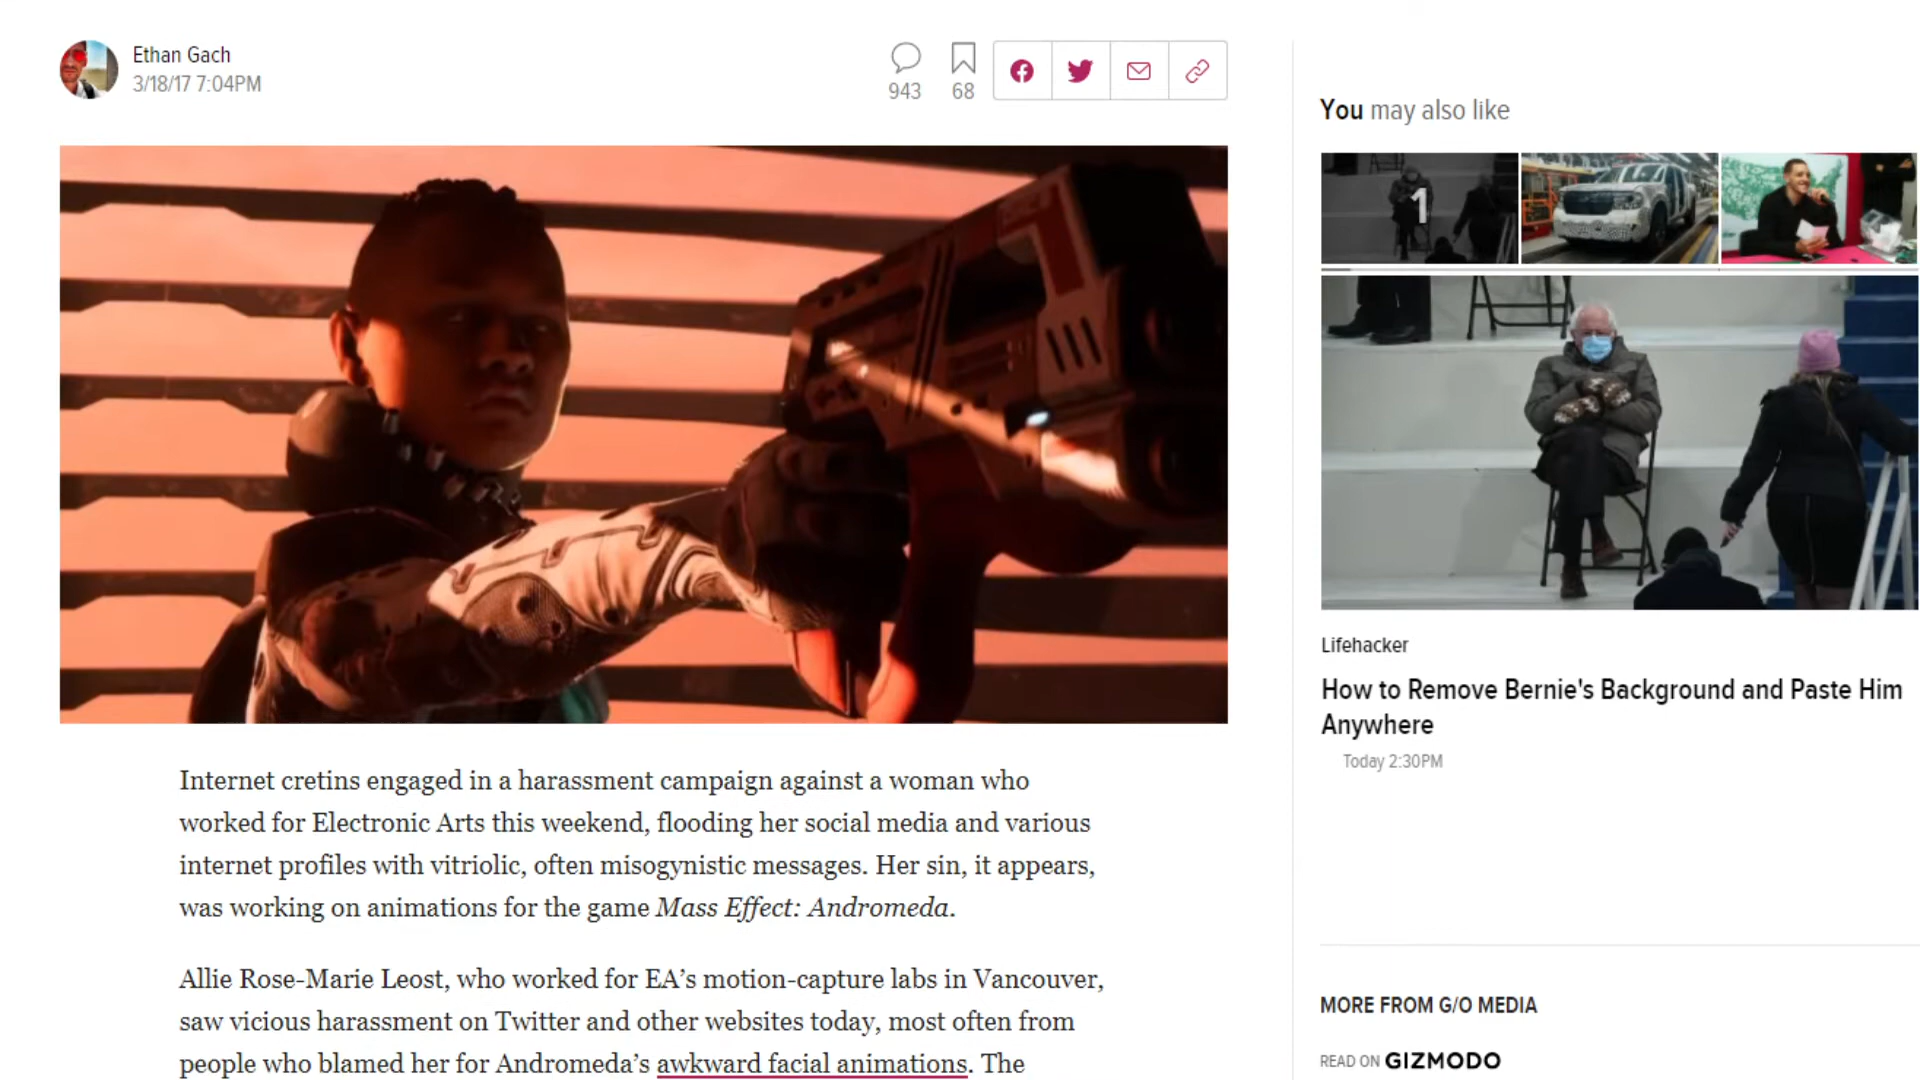 Ethan Gach
3/18/17 7:04PM
943
68
Internet cretins engaged in a harassment campaign against a woman who
worked for Electronic Arts this weekend, flooding her social media and various
internet profiles with vitriolic, often misogynistic messages. Her sin, it appears,
was working on animations for the game Mass Effect: Andromeda.
Allie Rose-Marie Leost, who worked for EA’s motion-capture labs in Vancouver,
saw vicious harassment on Twitter and other websites today, most often from
people who blamed her for Andromeda’s awkward facial animations. The
You may also like
1
Lifehacker
How to Remove Bernie's Background and Paste Him
Anywhere
Today 2:30PM
MORE FROM G/O MEDIA
READ ON GIZMODO